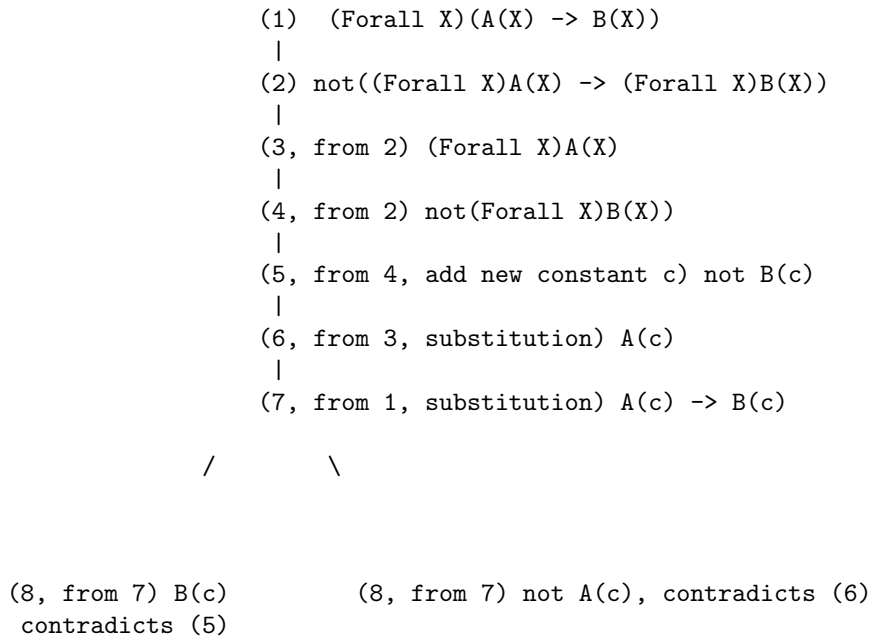 (1) (Forall X)(A(X) -> B(X))
|
(2) not((Forall X)A(X) -> (Forall X)B(X))
|
(3, from 2) (Forall X)A(X)
|
(4, from 2) not(Forall X)B(X))
|
(5, from 4, add new constant c) not B(c)
|
(6, from 3, substitution) A(c)
|
(7, from 1, substitution) A(c) -> B(c)
/ \
(8, from 7) B(c) (8, from 7) not A(c), contradicts (6)
contradicts (5)